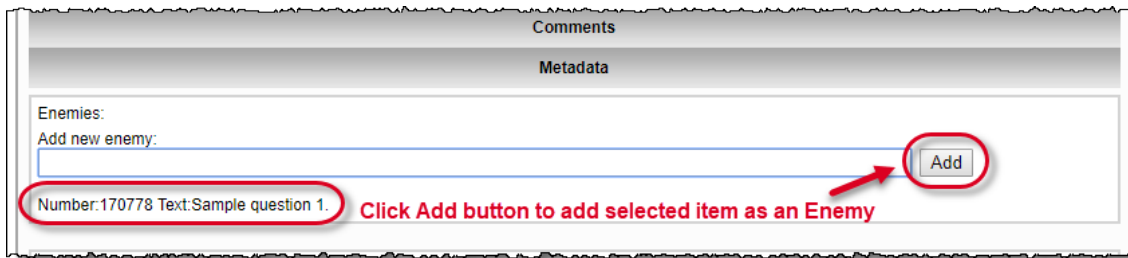 Comments
Metadata
Enemies:
Add new enemy:
Add
Number:170778 Text:Sample question 1.
Click Add button to add selected item as an Enemy